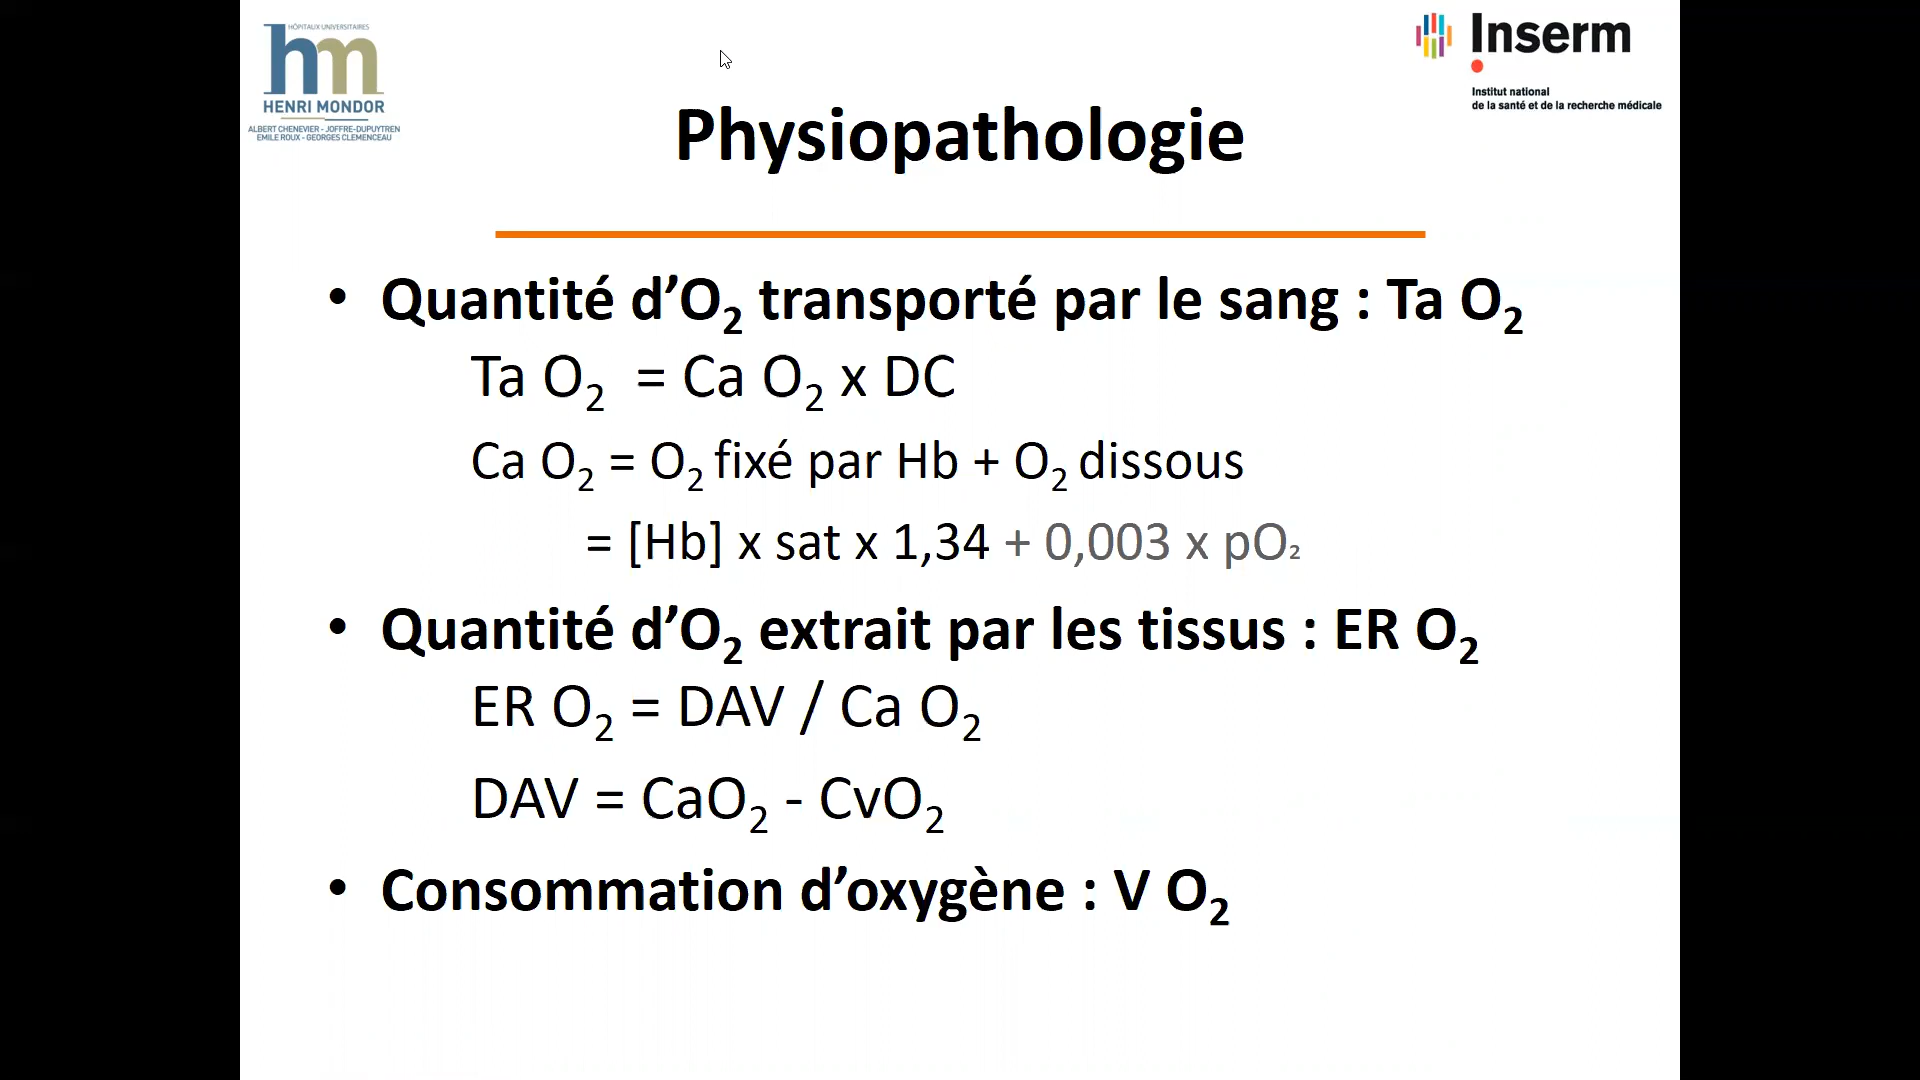 HÔPITAUX UNIVERSITAIRES
hm
HENRI MONDOR
ALBERT CHENEVIER - JOFFRE-DUPUYTREN
EMILE ROUX - GEORGES CLEMENCEAU
Inserm
Institut national
de la santé et de la recherche médicale
Physiopathologie
• Quantité d’O₂ transporté par le sang : Ta O₂
Ta O₂ = Ca O₂ x DC
Ca O₂ = O₂ fixé par Hb + O₂ dissous
= [Hb] x sat x 1,34 + 0,003 x pO₂
• Quantité d’O₂ extrait par les tissus : ER O₂
ER O₂ = DAV / Ca O₂
DAV = CaO₂ - CvO₂
• Consommation d’oxygène : V O₂